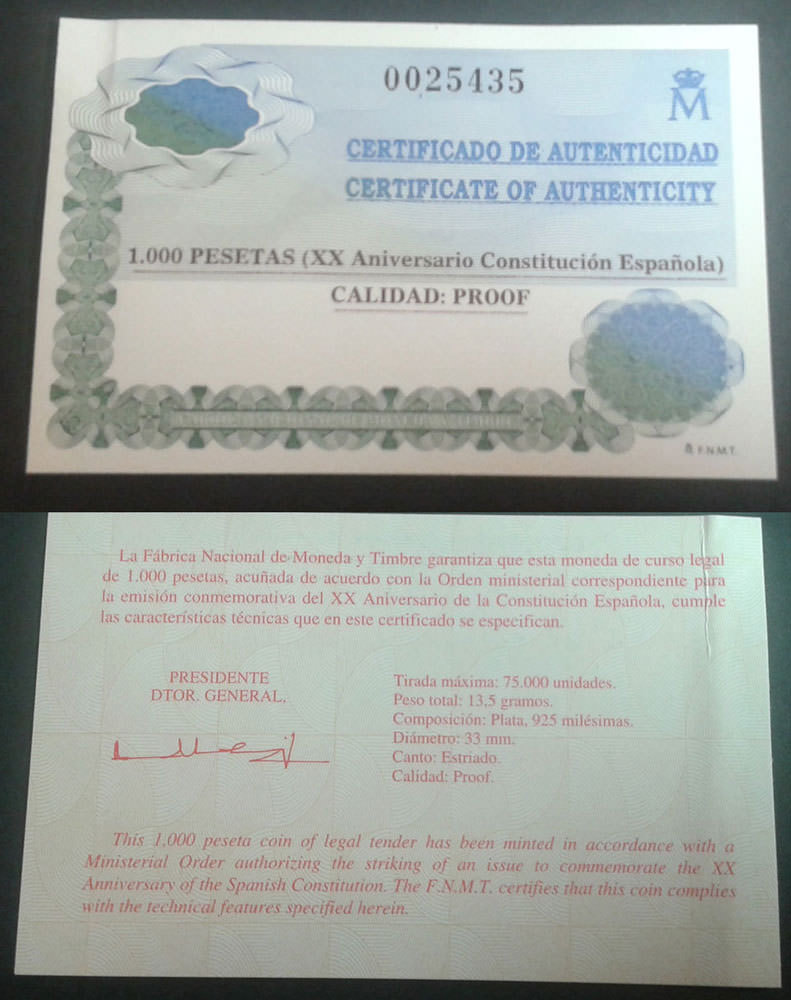 0025435
M
CERTIFICADO DE AUTENTICIDAD
CERTIFICATE OF AUTHENTICITY
1.000 PESETAS (XX Aniversario Constitución Española)
CALIDAD: PROOF
F.N.M.T.
La Fábrica Nacional de Moneda y Timbre garantiza que esta moneda de curso legal
de 1.000 pesetas, acuñada de acuerdo con la Orden ministerial correspondiente para
la emisión conmemorativa del XX Aniversario de la Constitución Española, cumple
las características técnicas que en este certificado se especifican.
PRESIDENTE
DTOR. GENERAL,
Tirada máxima: 75.000 unidades.
Peso total: 13,5 gramos.
Composición: Plata, 925 milésimas.
Diámetro: 33 mm.
Canto: Estriado.
Calidad: Proof.
This 1,000 peseta coin of legal tender has been minted in accordance with a
Ministerial Order authorizing the striking of an issue to commemorate the XX
Anniversary of the Spanish Constitution. The F.N.M.T. certifies that this coin complies
with the technical features specified herein.